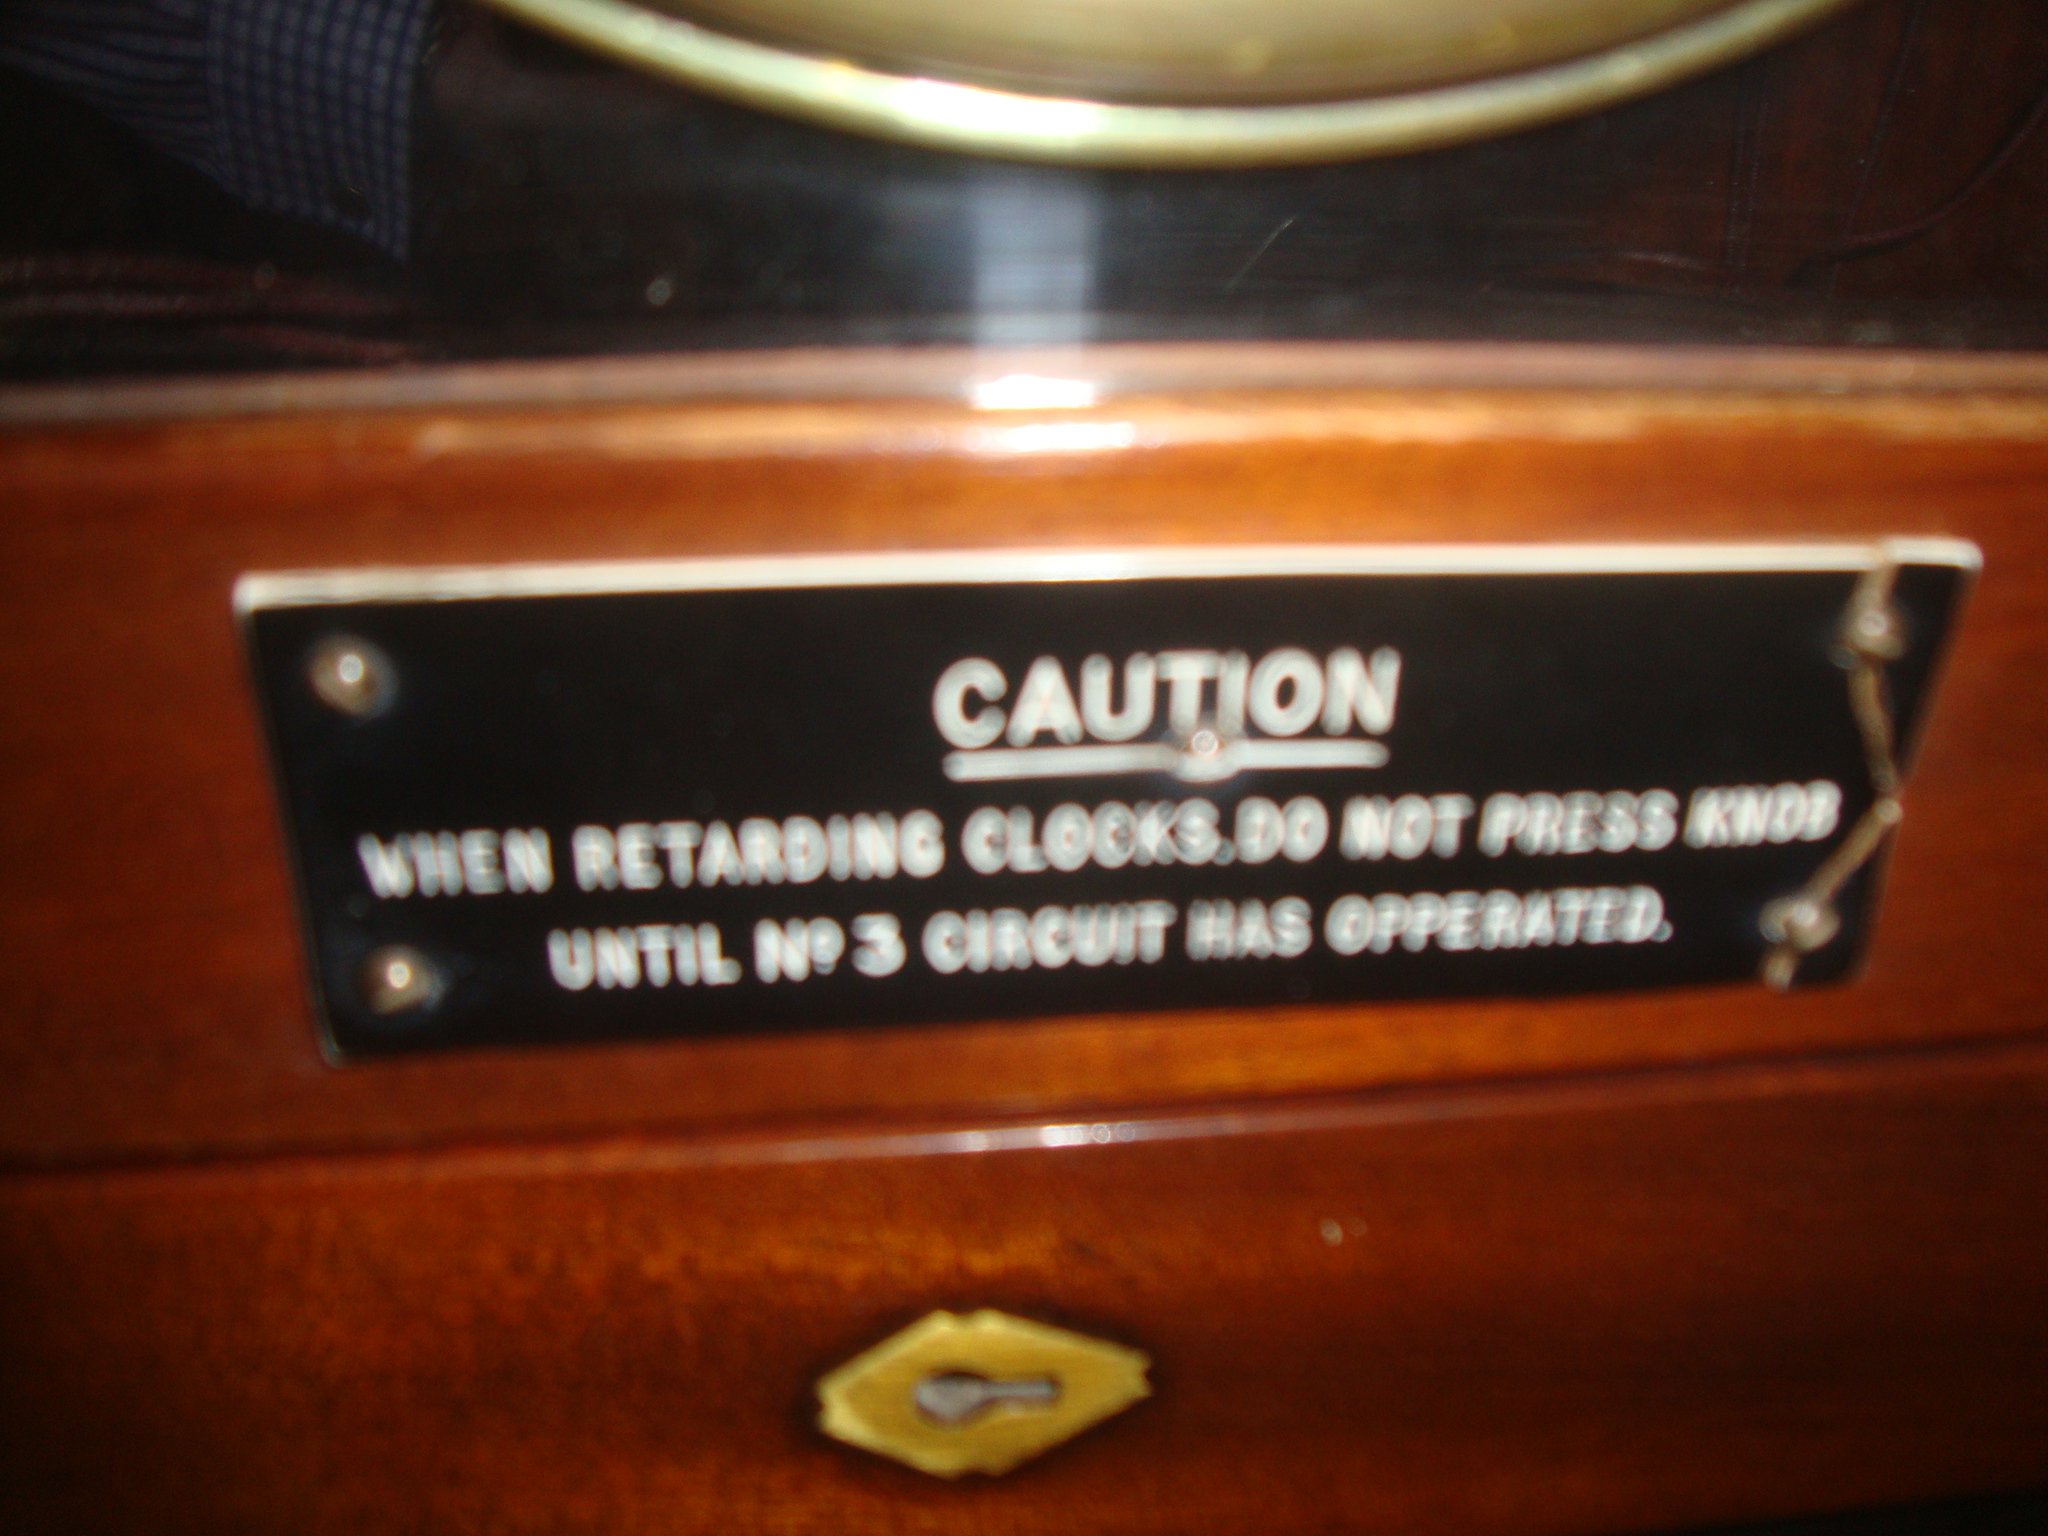 CAUTION
WHEN RETARDING CLOCKS, DO NOT PRESS KNOB
UNTIL Nº 3 CIRCUIT HAS OPPERATED.